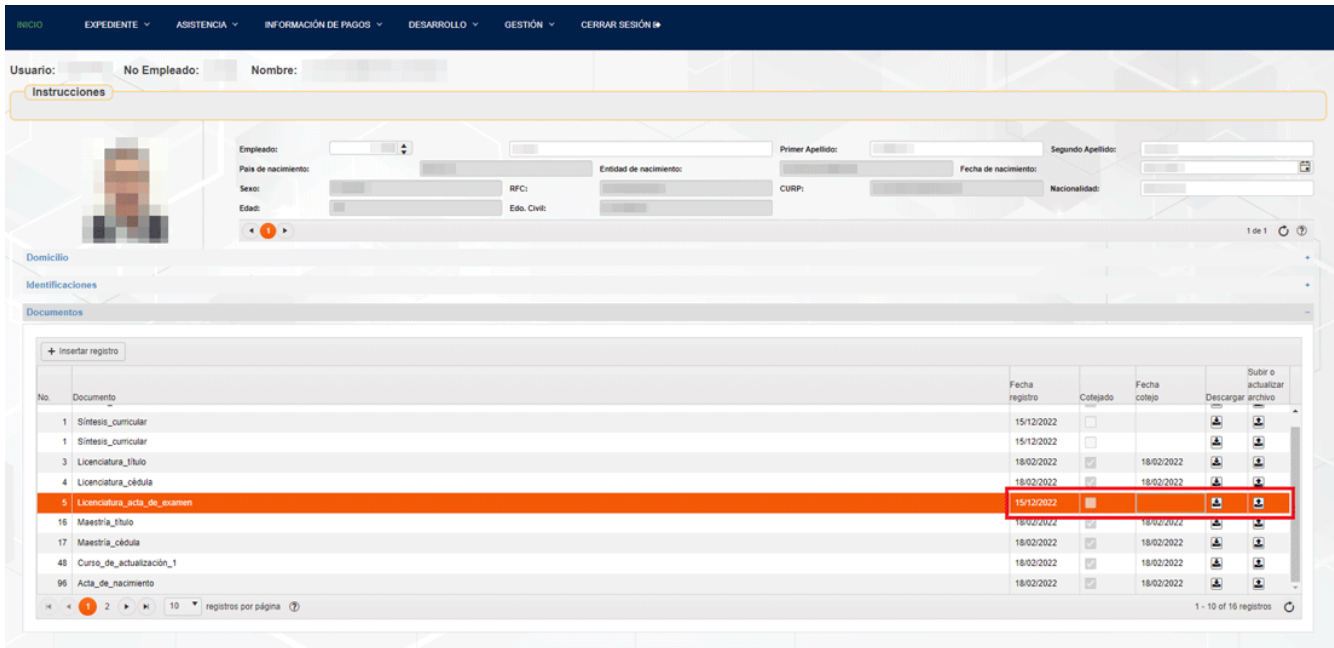 INICIO EXPEDIENTE ASISTENCIA INFORMACIÓN DE PAGOS DESARROLLO GESTIÓN CERRAR SESIÓN
Usuario: No Empleado: Nombre:
Instrucciones
Empleado: Primer Apellido: Segundo Apellido:
País de nacimiento: Entidad de nacimiento: Fecha de nacimiento:
Sexo: RFC: CURP: Nacionalidad:
Edad: Edo. Civil:
1 1 de 1
Domicilio +
Identificaciones +
Documentos -
+ Insertar registro
No. Documento Fecha registro Cotejado Fecha cotejo Descargar Subir o actualizar archivo
1 Síntesis_curricular 15/12/2022
1 Síntesis_curricular 15/12/2022
3 Licenciatura_título 18/02/2022 18/02/2022
4 Licenciatura_cédula 18/02/2022 18/02/2022
5 Licenciatura_acta_de_examen 15/12/2022
16 Maestría_título 18/02/2022 18/02/2022
17 Maestría_cédula 18/02/2022 18/02/2022
48 Curso_de_actualización_1 18/02/2022 18/02/2022
96 Acta_de_nacimiento 18/02/2022 18/02/2022
1 2 10 registros por página 1 - 10 of 16 registros